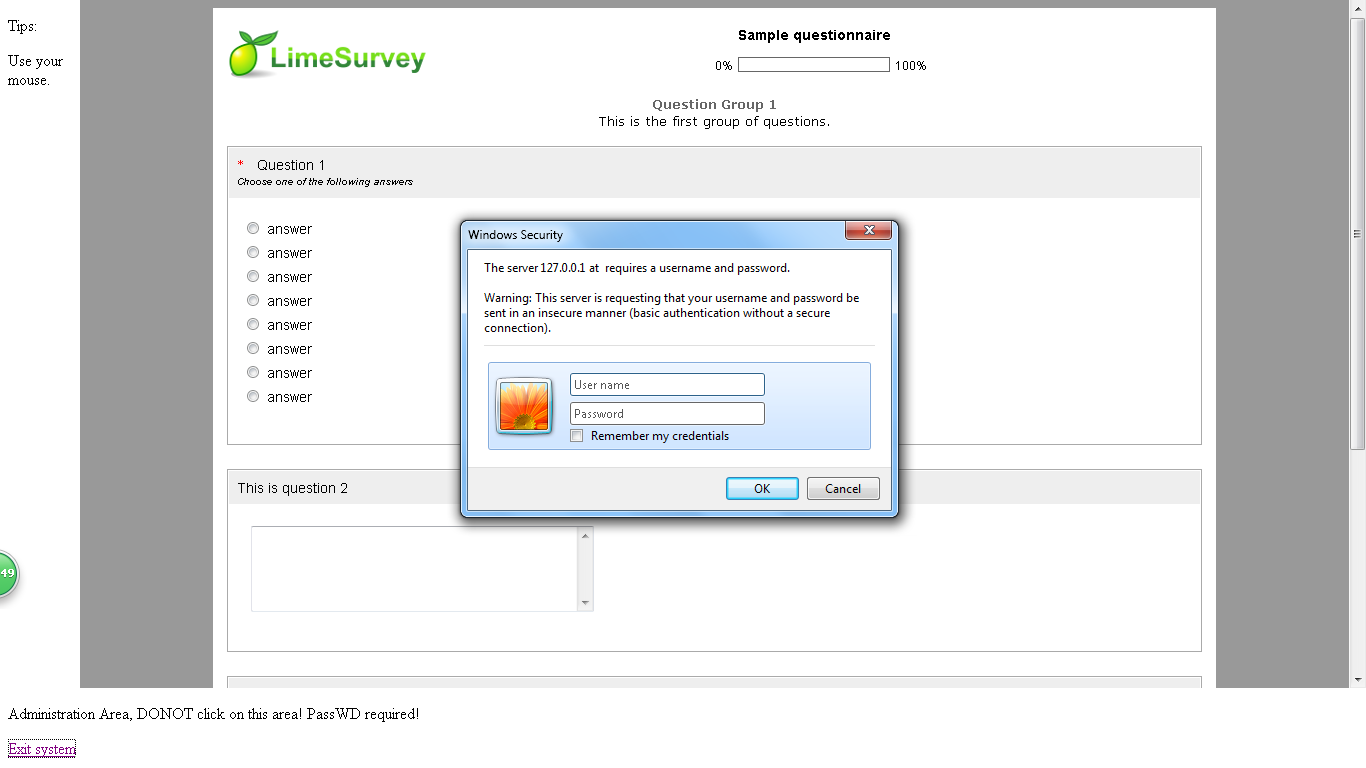 Tips:
Use your
mouse.
LimeSurvey
Sample questionnaire
0% 100%
Question Group 1
This is the first group of questions.
* Question 1
Choose one of the following answers
answer
answer
answer
answer
answer
answer
answer
answer
Windows Security
The server 127.0.0.1 at  requires a username and password.
Warning: This server is requesting that your username and password be
sent in an insecure manner (basic authentication without a secure
connection).
User name
Password
Remember my credentials
OK Cancel
This is question 2
49
Administration Area, DONOT click on this area! PassWD required!
Exit system